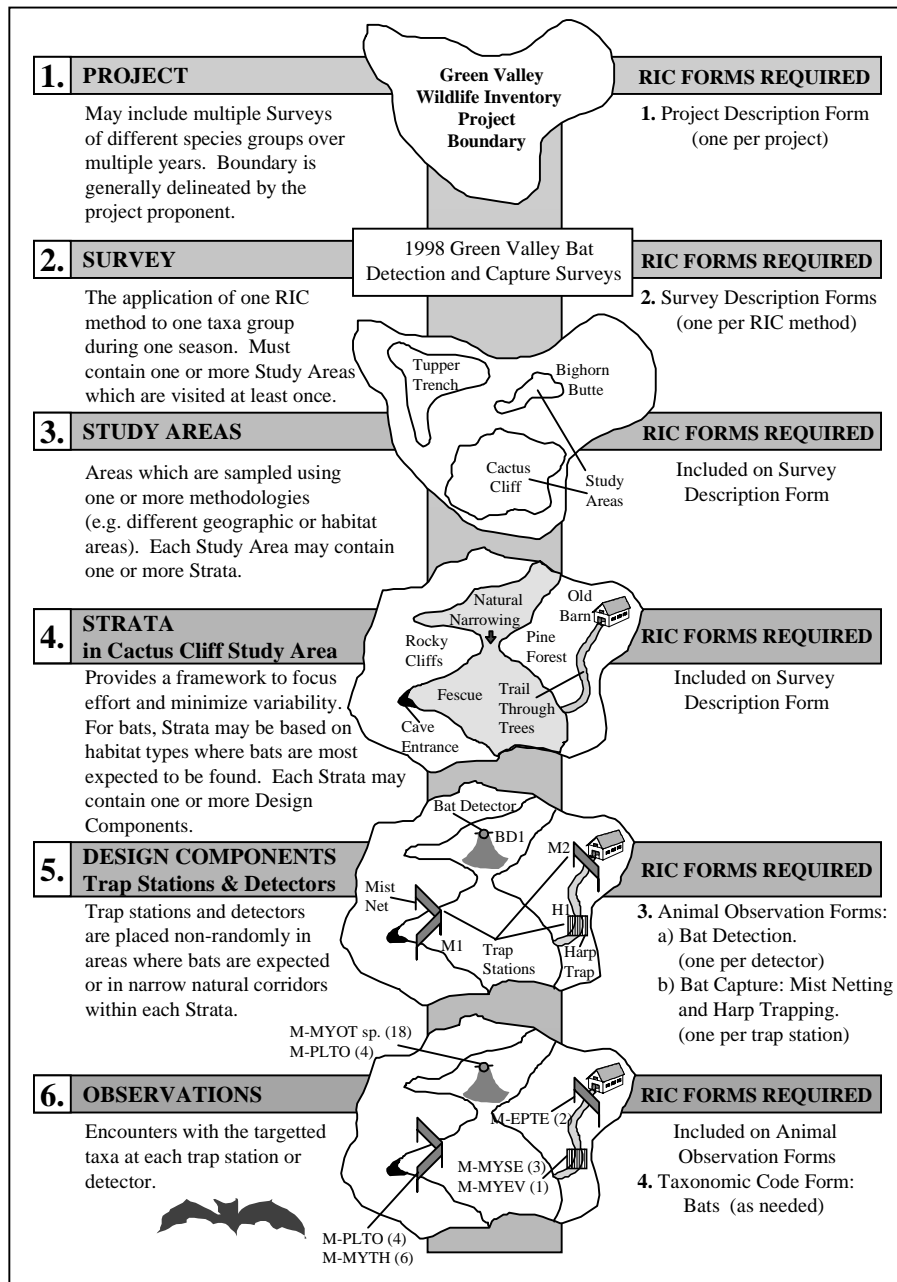 1. PROJECT
May include multiple Surveys
of different species groups over
multiple years. Boundary is
generally delineated by the
project proponent.
Green Valley
Wildlife Inventory
Project
Boundary
RIC FORMS REQUIRED
1. Project Description Form
(one per project)
2. SURVEY
The application of one RIC
method to one taxa group
during one season. Must
contain one or more Study Areas
which are visited at least once.
1998 Green Valley Bat
Detection and Capture Surveys
RIC FORMS REQUIRED
2. Survey Description Forms
(one per RIC method)
Tupper
Trench
Bighorn
Butte
Cactus
Cliff
Study
Areas
3. STUDY AREAS
Areas which are sampled using
one or more methodologies
(e.g. different geographic or habitat
areas). Each Study Area may contain
one or more Strata.
RIC FORMS REQUIRED
Included on Survey
Description Form
4. STRATA
in Cactus Cliff Study Area
Provides a framework to focus
effort and minimize variability.
For bats, Strata may be based on
habitat types where bats are most
expected to be found. Each Strata may
contain one or more Design
Components.
Natural
Narrowing
Old
Barn
Rocky
Cliffs
Pine
Forest
Fescue
Trail
Through
Trees
Cave
Entrance
RIC FORMS REQUIRED
Included on Survey
Description Form
5. DESIGN COMPONENTS
Trap Stations & Detectors
Trap stations and detectors
are placed non-randomly in
areas where bats are expected
or in narrow natural corridors
within each Strata.
Bat Detector
BD1
M2
Mist
Net
H1
M1
Trap
Stations
Harp
Trap
RIC FORMS REQUIRED
3. Animal Observation Forms:
a) Bat Detection.
(one per detector)
b) Bat Capture: Mist Netting
and Harp Trapping.
(one per trap station)
6. OBSERVATIONS
Encounters with the targetted
taxa at each trap station or
detector.
M-MYOT sp. (18)
M-PLTO (4)
M-EPTE (2)
M-MYSE (3)
M-MYEV (1)
M-PLTO (4)
M-MYTH (6)
RIC FORMS REQUIRED
Included on Animal
Observation Forms
4. Taxonomic Code Form:
Bats (as needed)